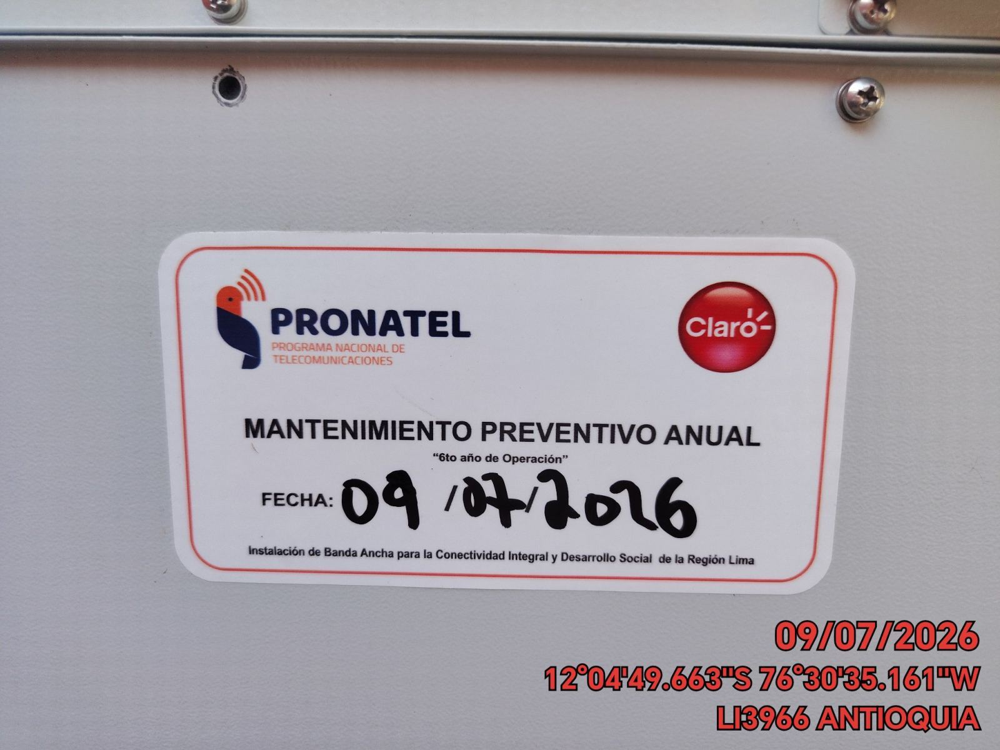 PRONATEL
PROGRAMA NACIONAL DE
TELECOMUNICACIONES
Claro
MANTENIMIENTO PREVENTIVO ANUAL
“6to año de Operación”
FECHA: 09/07/2026
Instalación de Banda Ancha para la Conectividad Integral y Desarrollo Social de la Región Lima
09/07/2026
12°04'49.663"S 76°30'35.161"W
LI3966 ANTIOQUIA